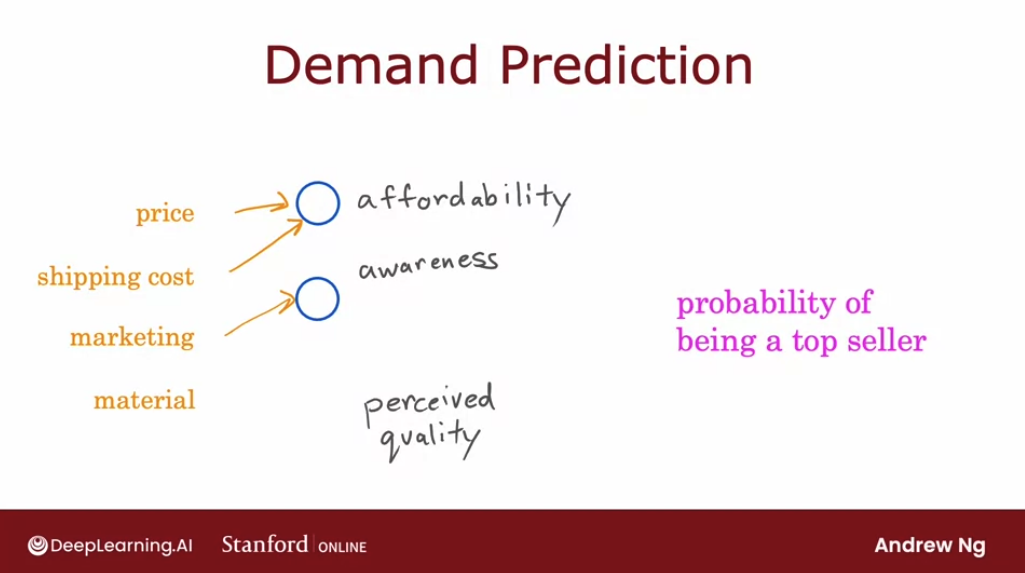 Demand Prediction
price
affordability
shipping cost
awareness
marketing
material
perceived
quality
probability of
being a top seller
DeepLearning.AI
Stanford ONLINE
Andrew Ng